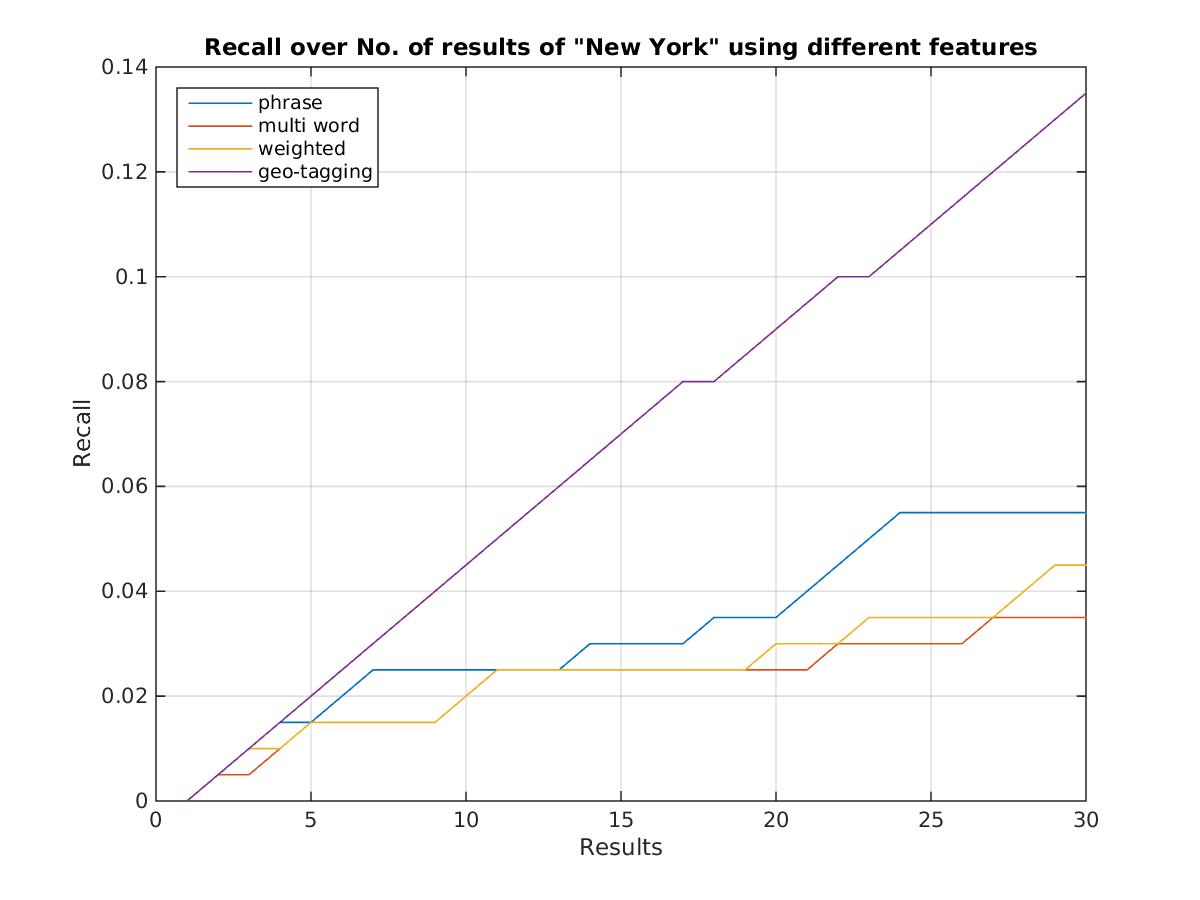 Recall over No. of results of "New York" using different features
0.14
0.12
0.1
0.08
0.06
0.04
0.02
0
phrase
multi word
weighted
geo-tagging
Recall
0 5 10 15 20 25 30
Results